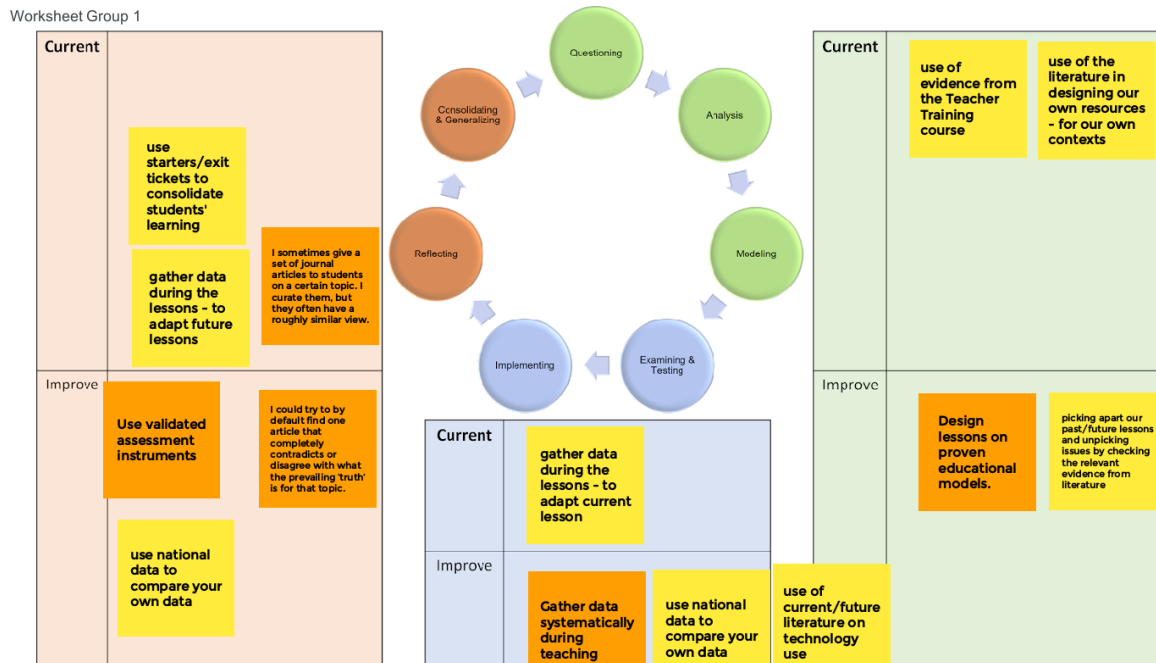 Worksheet Group 1
Current
use
starters/exit
tickets to
consolidate
students'
learning
gather data
during the
lessons - to
adapt future
lessons
I sometimes give a
set of journal
articles to students
on a certain topic. I
curate them, but
they often have a
roughly similar view.
Improve
Use validated
assessment
instruments
I could try to by
default find one
article that
completely
contradicts or
disagree with what
the prevailing 'truth'
is for that topic.
use national
data to
compare your
own data
Questioning
Analysis
Modeling
Examining &
Testing
Implementing
Reflecting
Consolidating
& Generalizing
Current
gather data
during the
lessons - to
adapt current
lesson
Improve
Gather data
systematically
during
teaching
use national
data to
compare your
own data
use of
current/future
literature on
technology
use
Current
use of
evidence from
the Teacher
Training
course
use of the
literature in
designing our
own resources
- for our own
contexts
Improve
Design
lessons on
proven
educational
models.
picking apart our
past/future lessons
and unpicking
issues by checking
the relevant
evidence from
literature